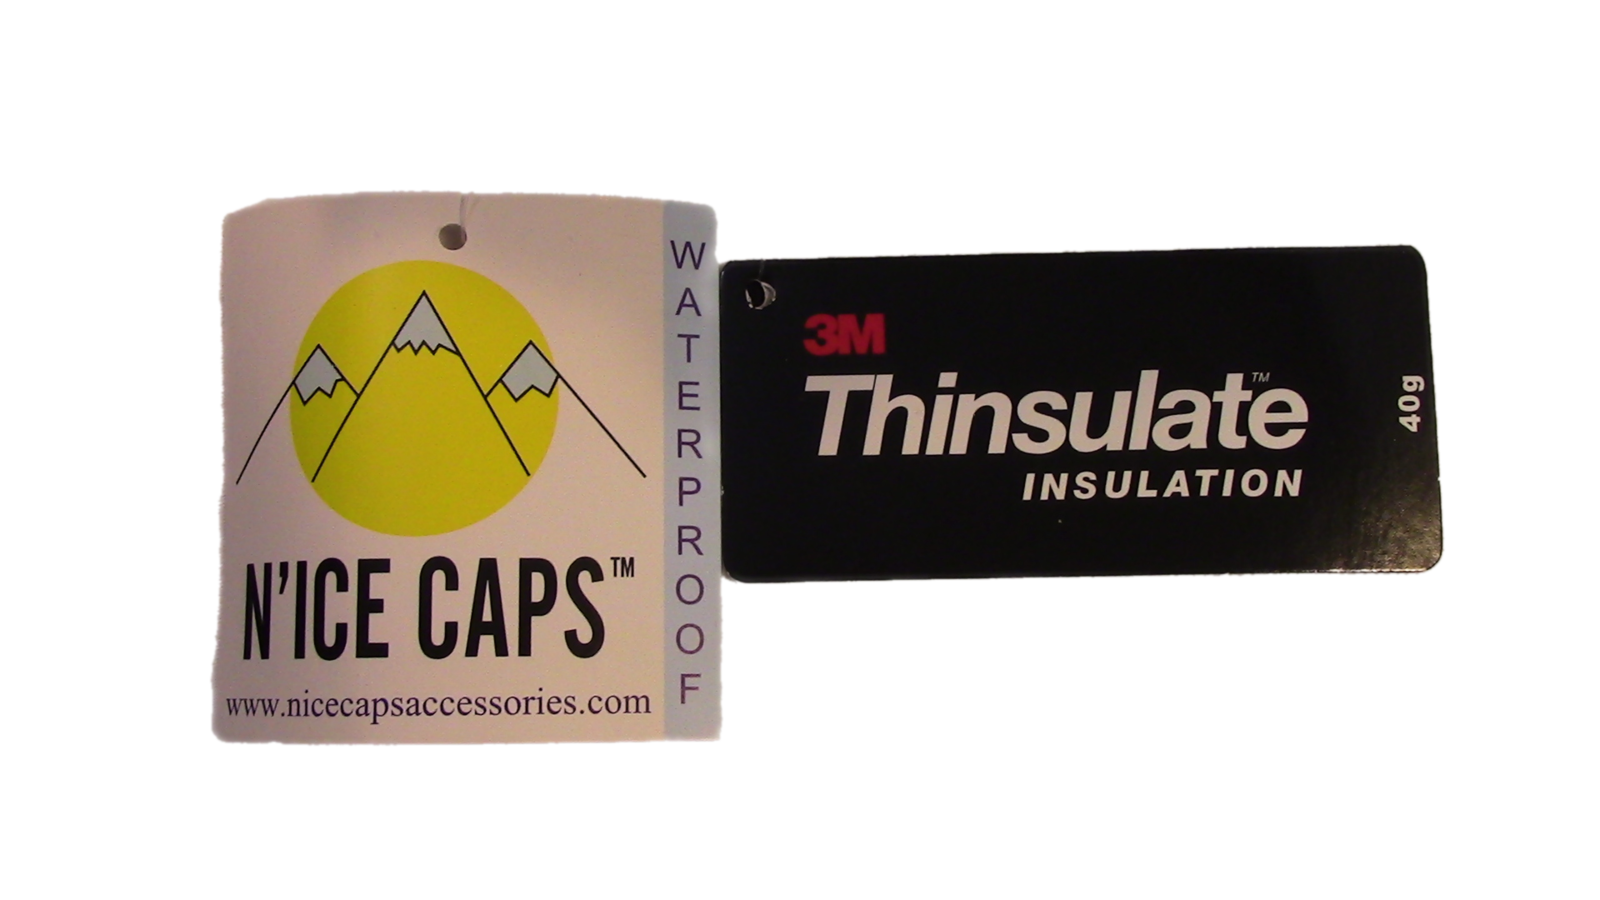 N'ICE CAPS™
www.nicecapsaccessories.com
WATERPROOF
3M
Thinsulate™
INSULATION
40g